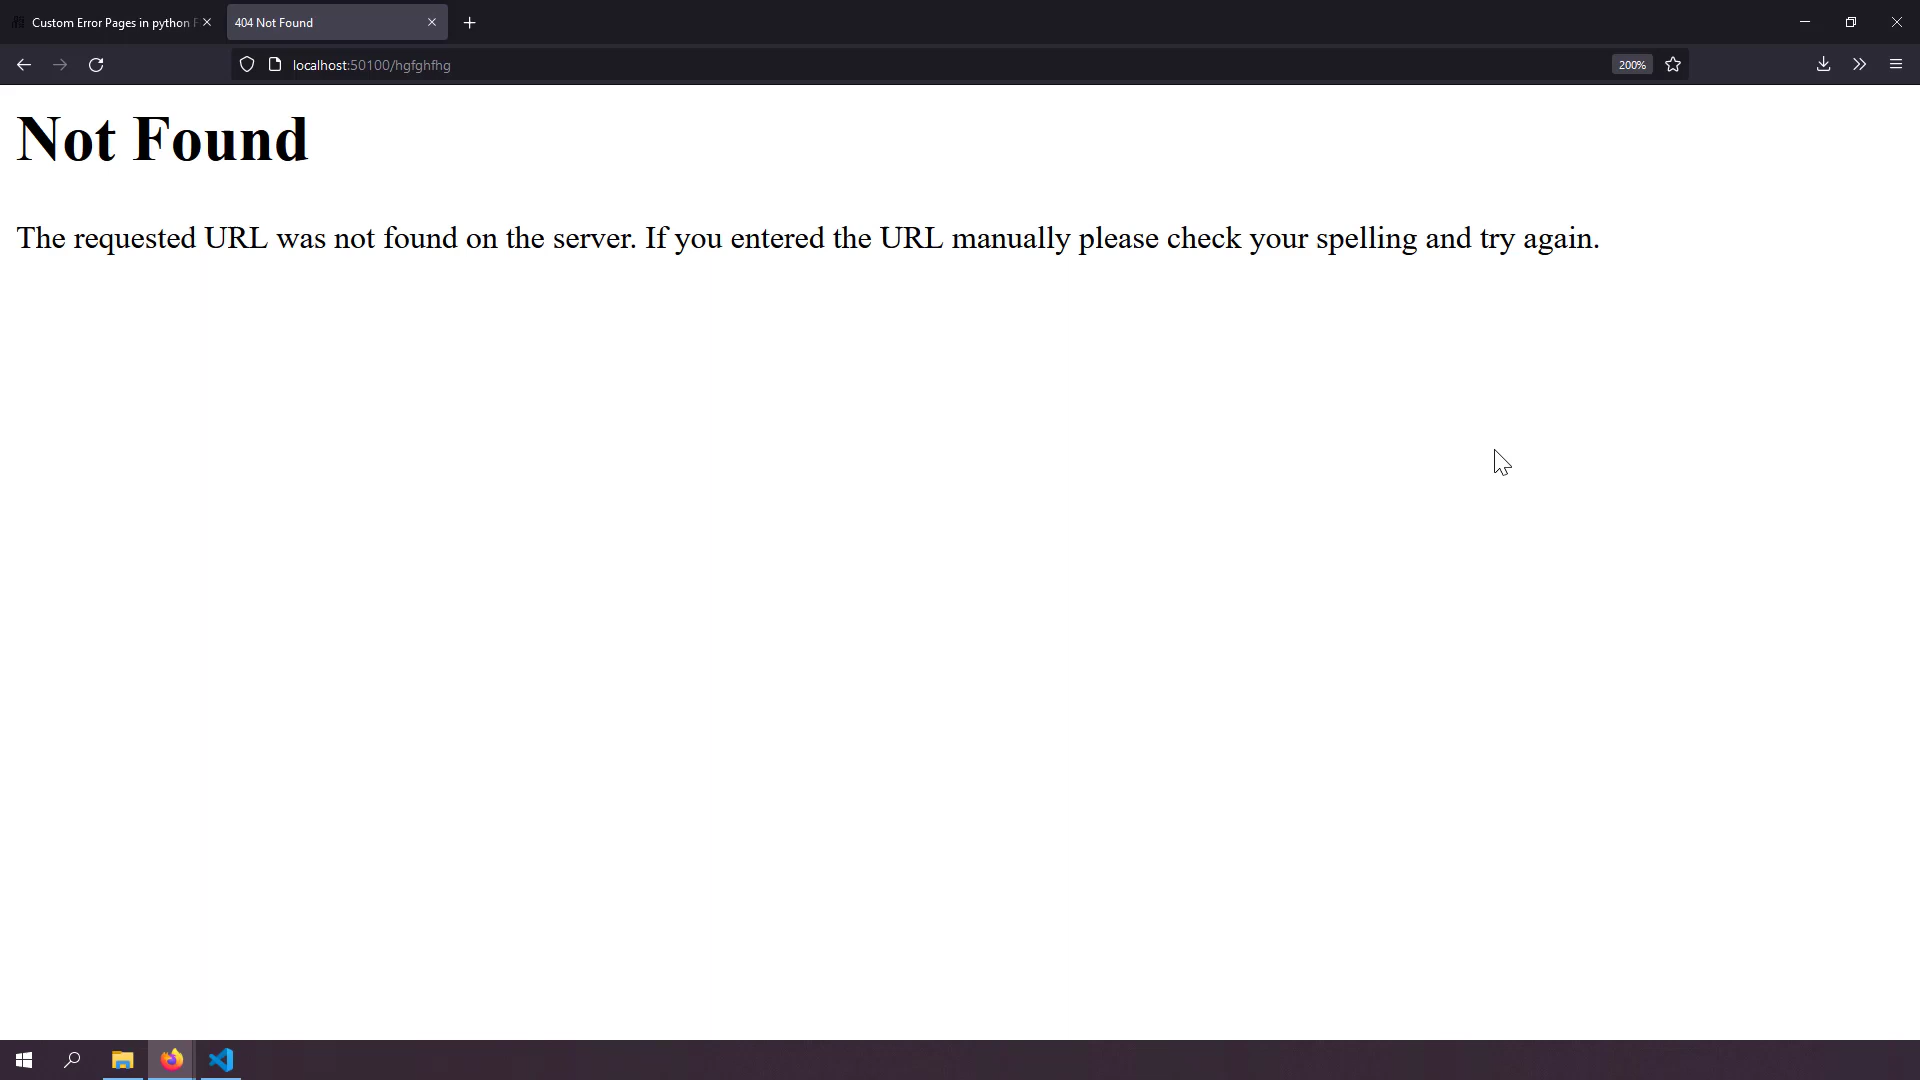 Custom Error Pages in python F
404 Not Found
localhost:50100/hgfghfhg
200%
Not Found
The requested URL was not found on the server. If you entered the URL manually please check your spelling and try again.